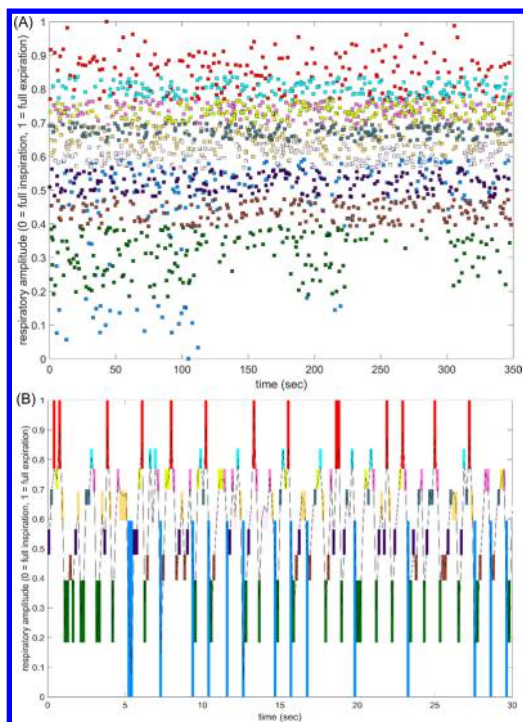 (A)
respiratory amplitude (0 = full inspiration, 1 = full expiration)
1
0.9
0.8
0.7
0.6
0.5
0.4
0.3
0.2
0.1
0
0 50 100 150 200 250 300 350
time (sec)
(B)
respiratory amplitude (0 = full inspiration, 1 = full expiration)
1
0.9
0.8
0.7
0.6
0.5
0.4
0.3
0.2
0.1
0
0 5 10 15 20 25 30
time (sec)